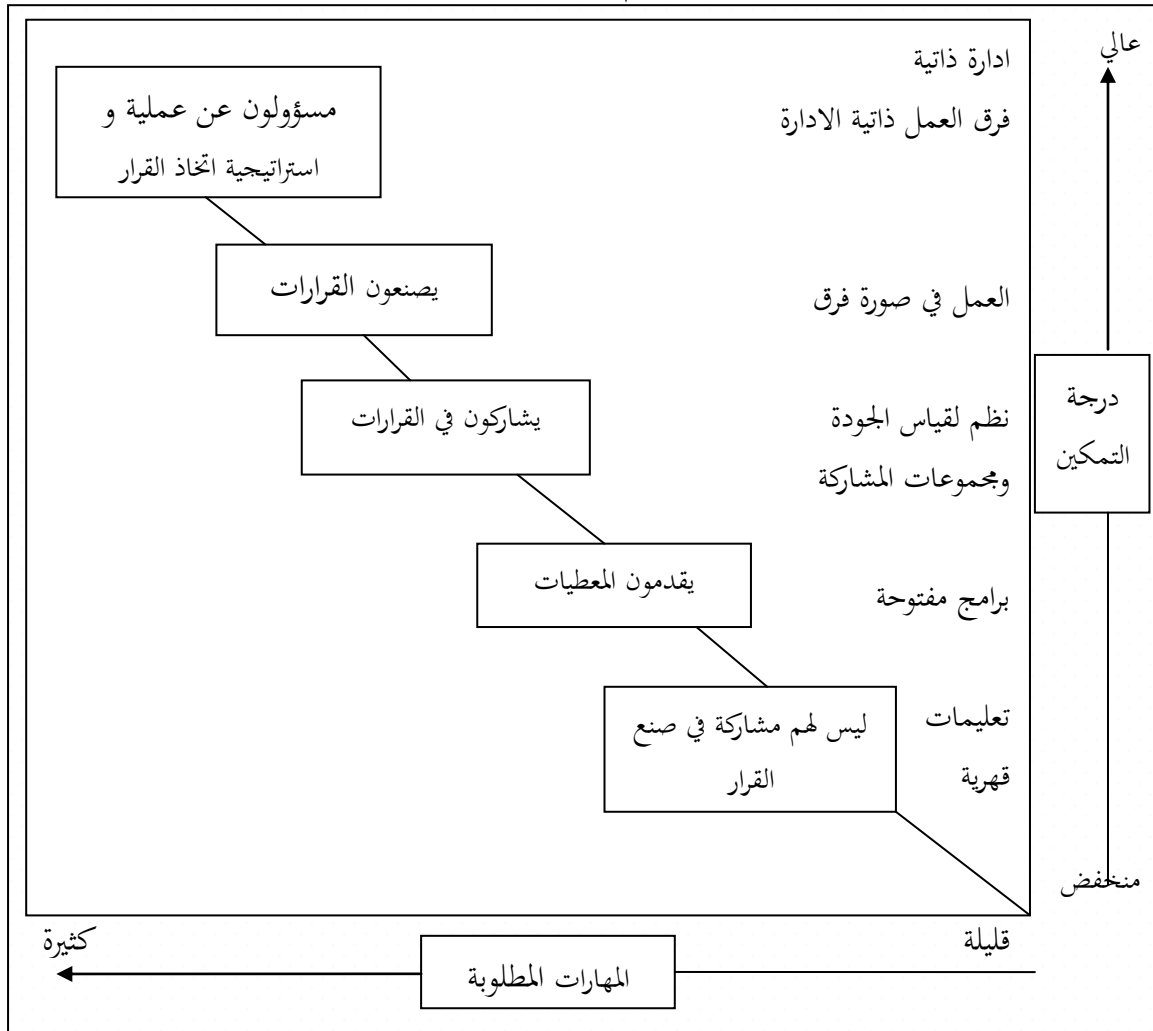 عالي
ادارة ذاتية
فرق العمل ذاتية الادارة
مسؤولون عن عملية و
استراتيجية اتخاذ القرار
العمل في صورة فرق
يصنعون القرارات
درجة
التمكين
نظم لقياس الجودة
ومجموعات المشاركة
يشاركون في القرارات
برامج مفتوحة
يقدمون المعطيات
تعليمات
قهرية
ليس لهم مشاركة في صنع
القرار
منخفض
قليلة
المهارات المطلوبة
كثيرة